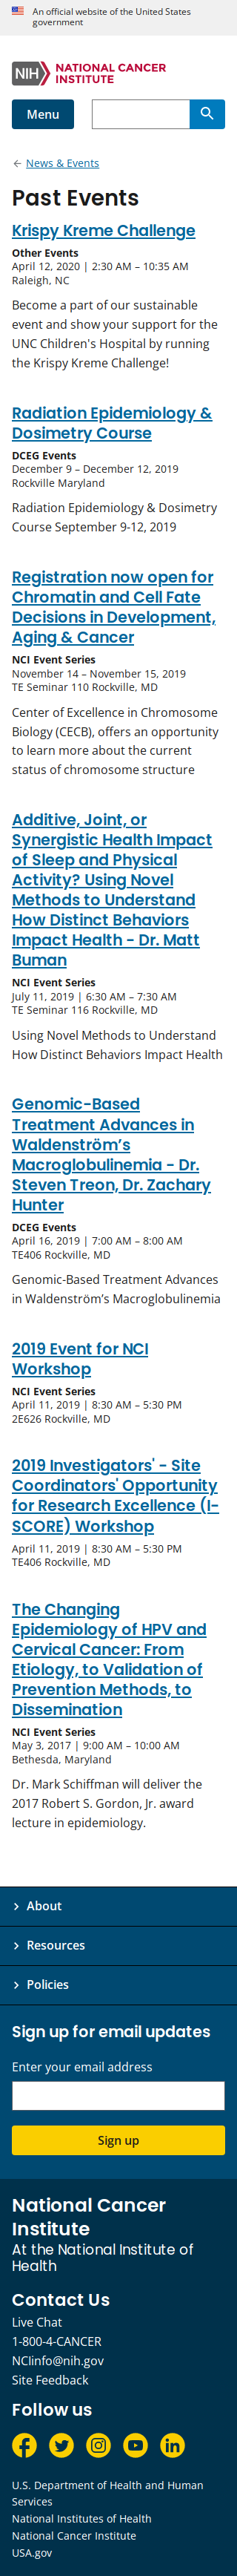 An official website of the United States
government
NIH
NATIONAL CANCER
INSTITUTE
Menu
← News & Events
Past Events
Krispy Kreme Challenge
Other Events
April 12, 2020 | 2:30 AM – 10:35 AM
Raleigh, NC
Become a part of our sustainable
event and show your support for the
UNC Children's Hospital by running
the Krispy Kreme Challenge!
Radiation Epidemiology &
Dosimetry Course
DCEG Events
December 9 – December 12, 2019
Rockville Maryland
Radiation Epidemiology & Dosimetry
Course September 9-12, 2019
Registration now open for
Chromatin and Cell Fate
Decisions in Development,
Aging & Cancer
NCI Event Series
November 14 – November 15, 2019
TE Seminar 110 Rockville, MD
Center of Excellence in Chromosome
Biology (CECB), offers an opportunity
to learn more about the current
status of chromosome structure
Additive, Joint, or
Synergistic Health Impact
of Sleep and Physical
Activity? Using Novel
Methods to Understand
How Distinct Behaviors
Impact Health - Dr. Matt
Buman
NCI Event Series
July 11, 2019 | 6:30 AM – 7:30 AM
TE Seminar 116 Rockville, MD
Using Novel Methods to Understand
How Distinct Behaviors Impact Health
Genomic-Based
Treatment Advances in
Waldenström’s
Macroglobulinemia - Dr.
Steven Treon, Dr. Zachary
Hunter
DCEG Events
April 16, 2019 | 7:00 AM – 8:00 AM
TE406 Rockville, MD
Genomic-Based Treatment Advances
in Waldenström’s Macroglobulinemia
2019 Event for NCI
Workshop
NCI Event Series
April 11, 2019 | 8:30 AM – 5:30 PM
2E626 Rockville, MD
2019 Investigators' - Site
Coordinators' Opportunity
for Research Excellence (I-
SCORE) Workshop
April 11, 2019 | 8:30 AM – 5:30 PM
TE406 Rockville, MD
The Changing
Epidemiology of HPV and
Cervical Cancer: From
Etiology, to Validation of
Prevention Methods, to
Dissemination
NCI Event Series
May 3, 2017 | 9:00 AM – 10:00 AM
Bethesda, Maryland
Dr. Mark Schiffman will deliver the
2017 Robert S. Gordon, Jr. award
lecture in epidemiology.
About
Resources
Policies
Sign up for email updates
Enter your email address
Sign up
National Cancer
Institute
At the National Institute of
Health
Contact Us
Live Chat
1-800-4-CANCER
NCIinfo@nih.gov
Site Feedback
Follow us
U.S. Department of Health and Human
Services
National Institutes of Health
National Cancer Institute
USA.gov